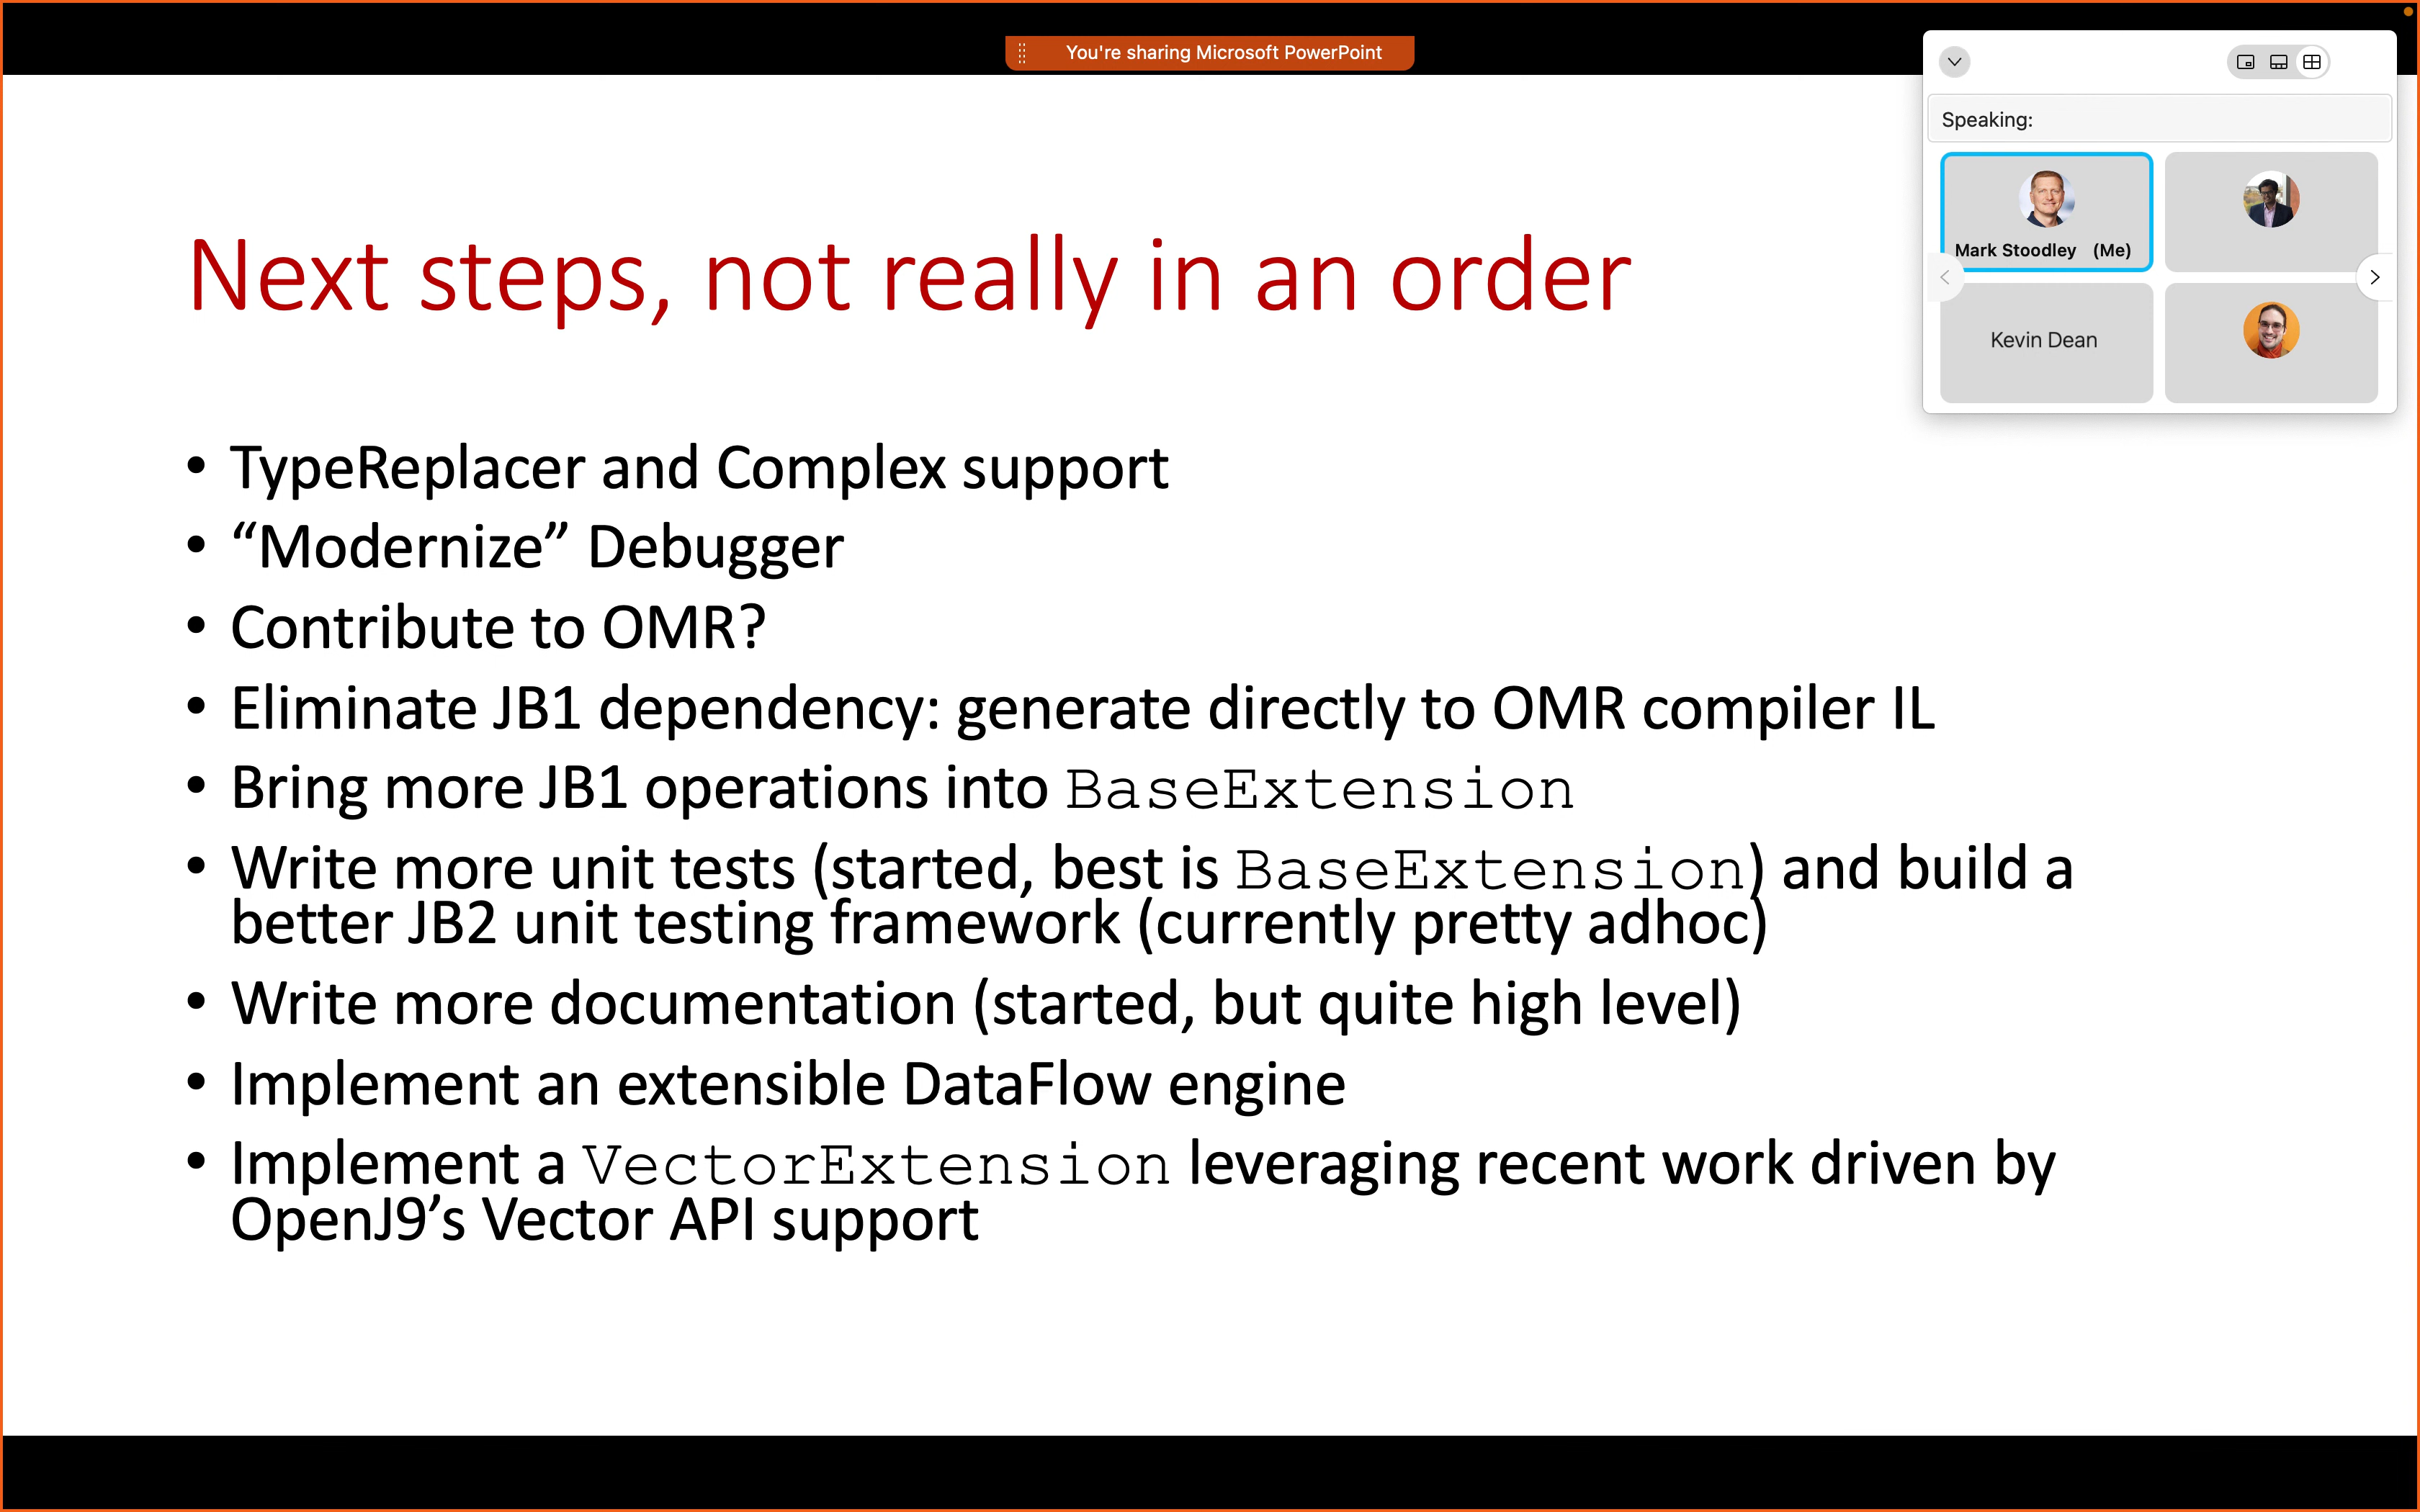 You're sharing Microsoft PowerPoint
Speaking:
Mark Stoodley (Me)
Kevin Dean
Next steps, not really in an order
• TypeReplacer and Complex support
• “Modernize” Debugger
• Contribute to OMR?
• Eliminate JB1 dependency: generate directly to OMR compiler IL
• Bring more JB1 operations into BaseExtension
• Write more unit tests (started, best is BaseExtension) and build a
better JB2 unit testing framework (currently pretty adhoc)
• Write more documentation (started, but quite high level)
• Implement an extensible DataFlow engine
• Implement a VectorExtension leveraging recent work driven by
OpenJ9’s Vector API support